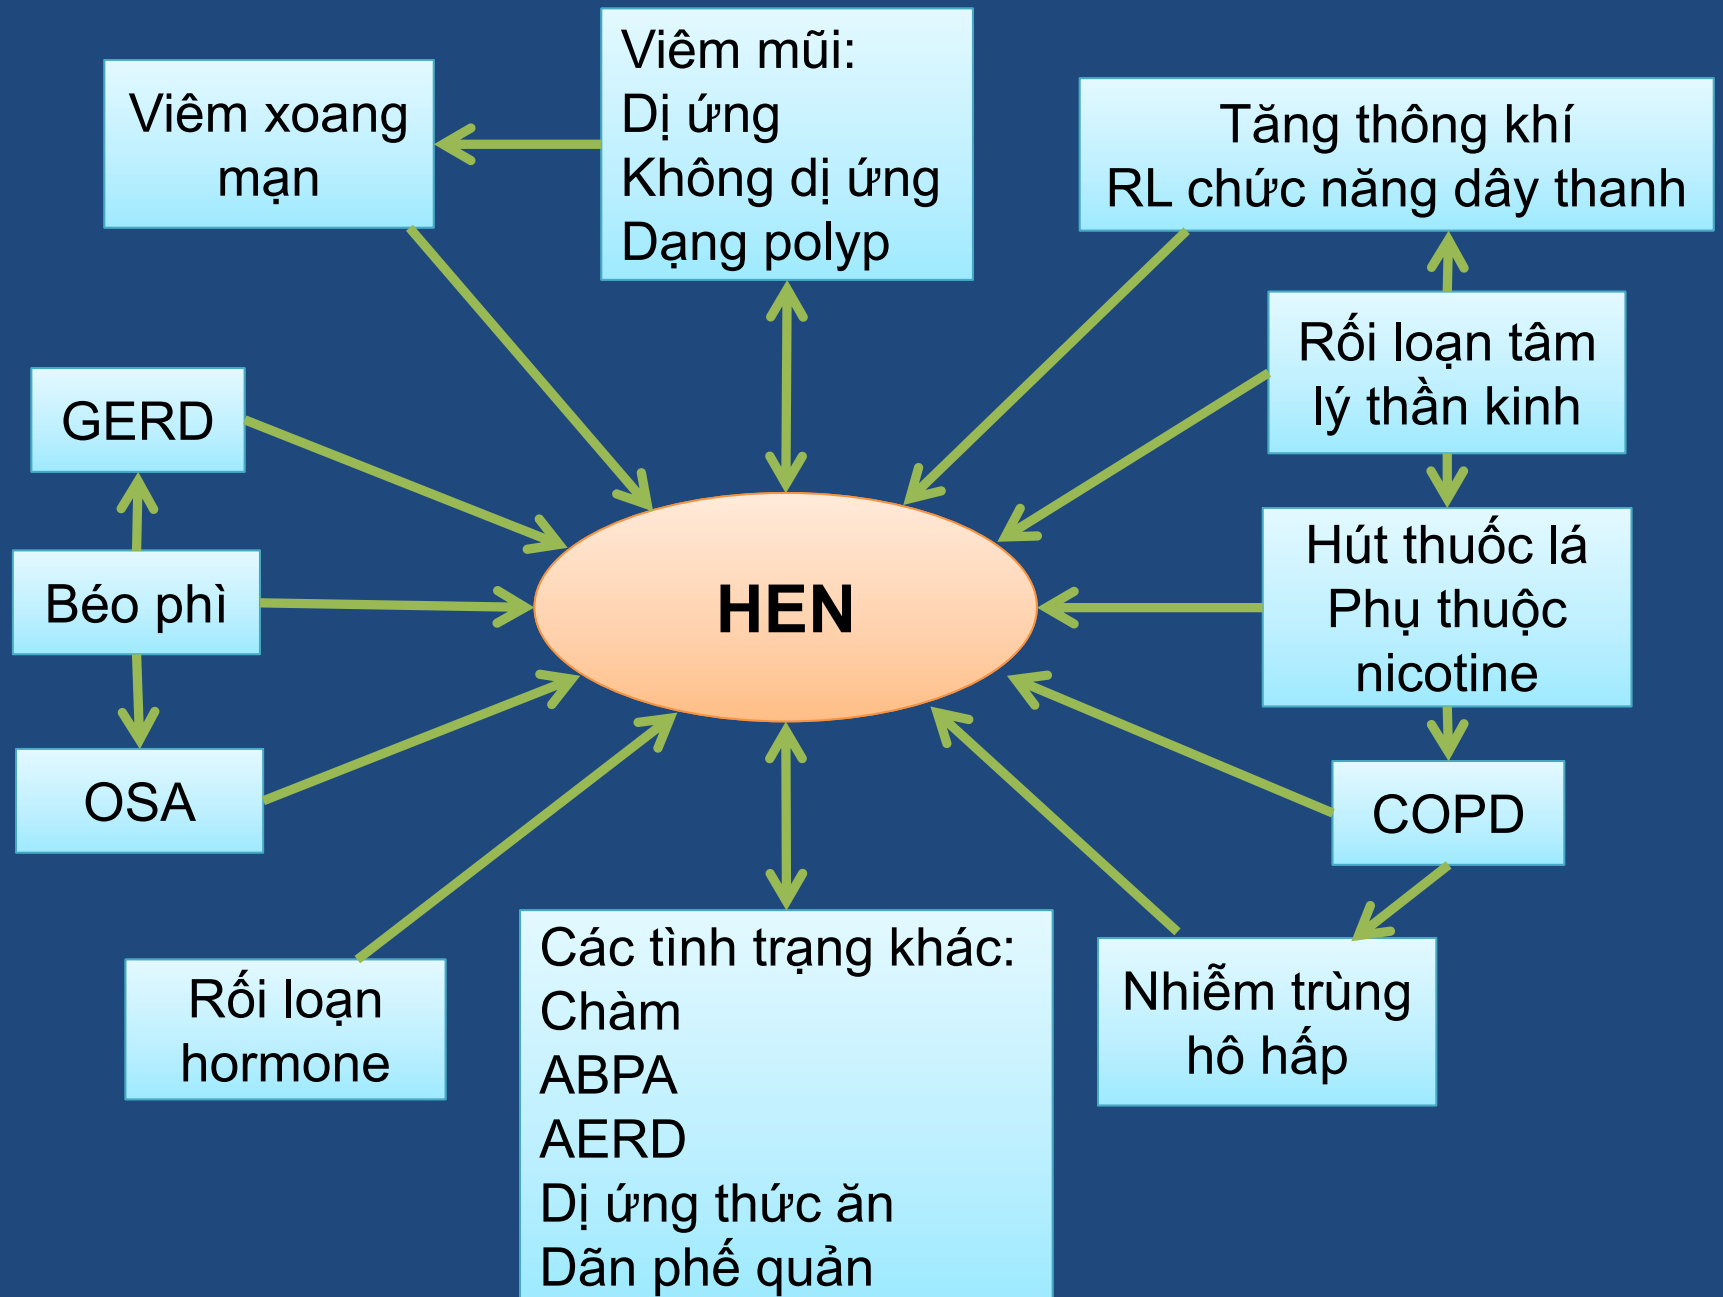 Viêm mũi:
Dị ứng
Không dị ứng
Dạng polyp
Viêm xoang
mạn
Tăng thông khí
RL chức năng dây thanh
Rối loạn tâm
lý thần kinh
GERD
Béo phì
HEN
Hút thuốc lá
Phụ thuộc
nicotine
OSA
COPD
Rối loạn
hormone
Các tình trạng khác:
Chàm
ABPA
AERD
Dị ứng thức ăn
Dãn phế quản
Nhiễm trùng
hô hấp